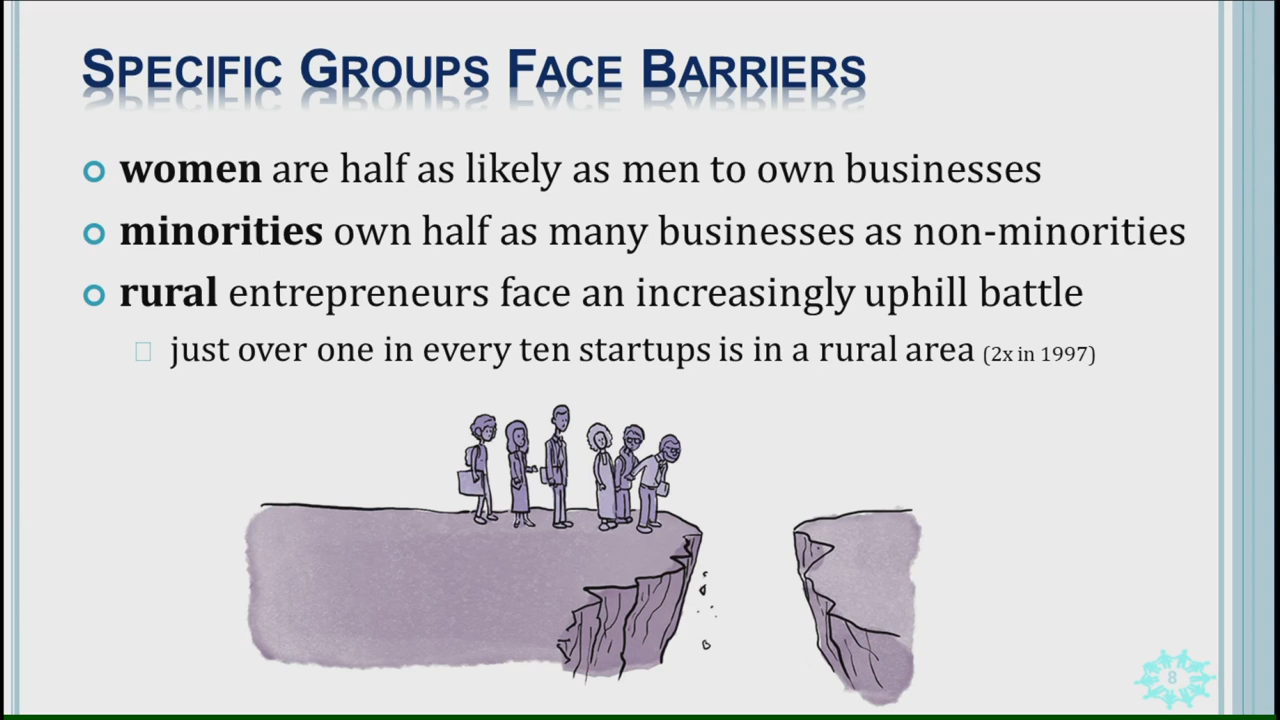 SPECIFIC GROUPS FACE BARRIERS
women are half as likely as men to own businesses
minorities own half as many businesses as non-minorities
rural entrepreneurs face an increasingly uphill battle
just over one in every ten startups is in a rural area (2x in 1997)
8